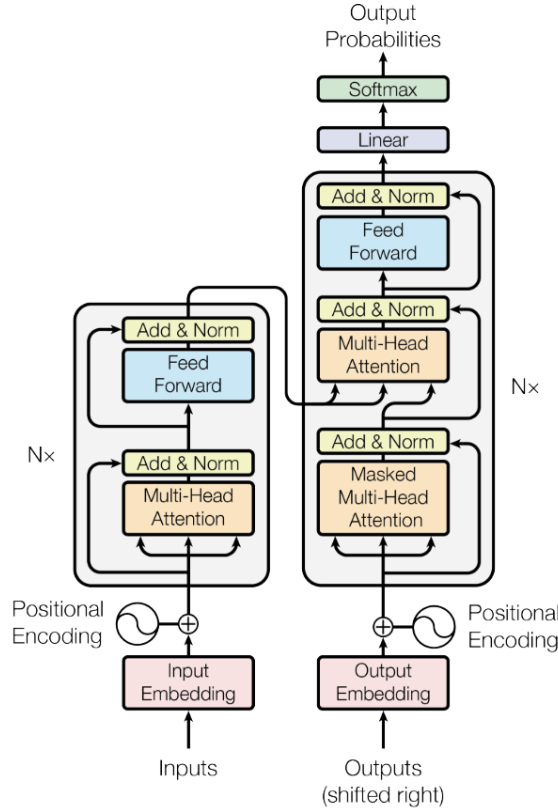 Output
Probabilities
Softmax
Linear
Add & Norm
Feed
Forward
Add & Norm
Multi-Head
Attention
Add & Norm
Masked
Multi-Head
Attention
N×
Add & Norm
Feed
Forward
Add & Norm
Multi-Head
Attention
N×
Positional
Encoding
Positional
Encoding
Input
Embedding
Output
Embedding
Inputs
Outputs
(shifted right)